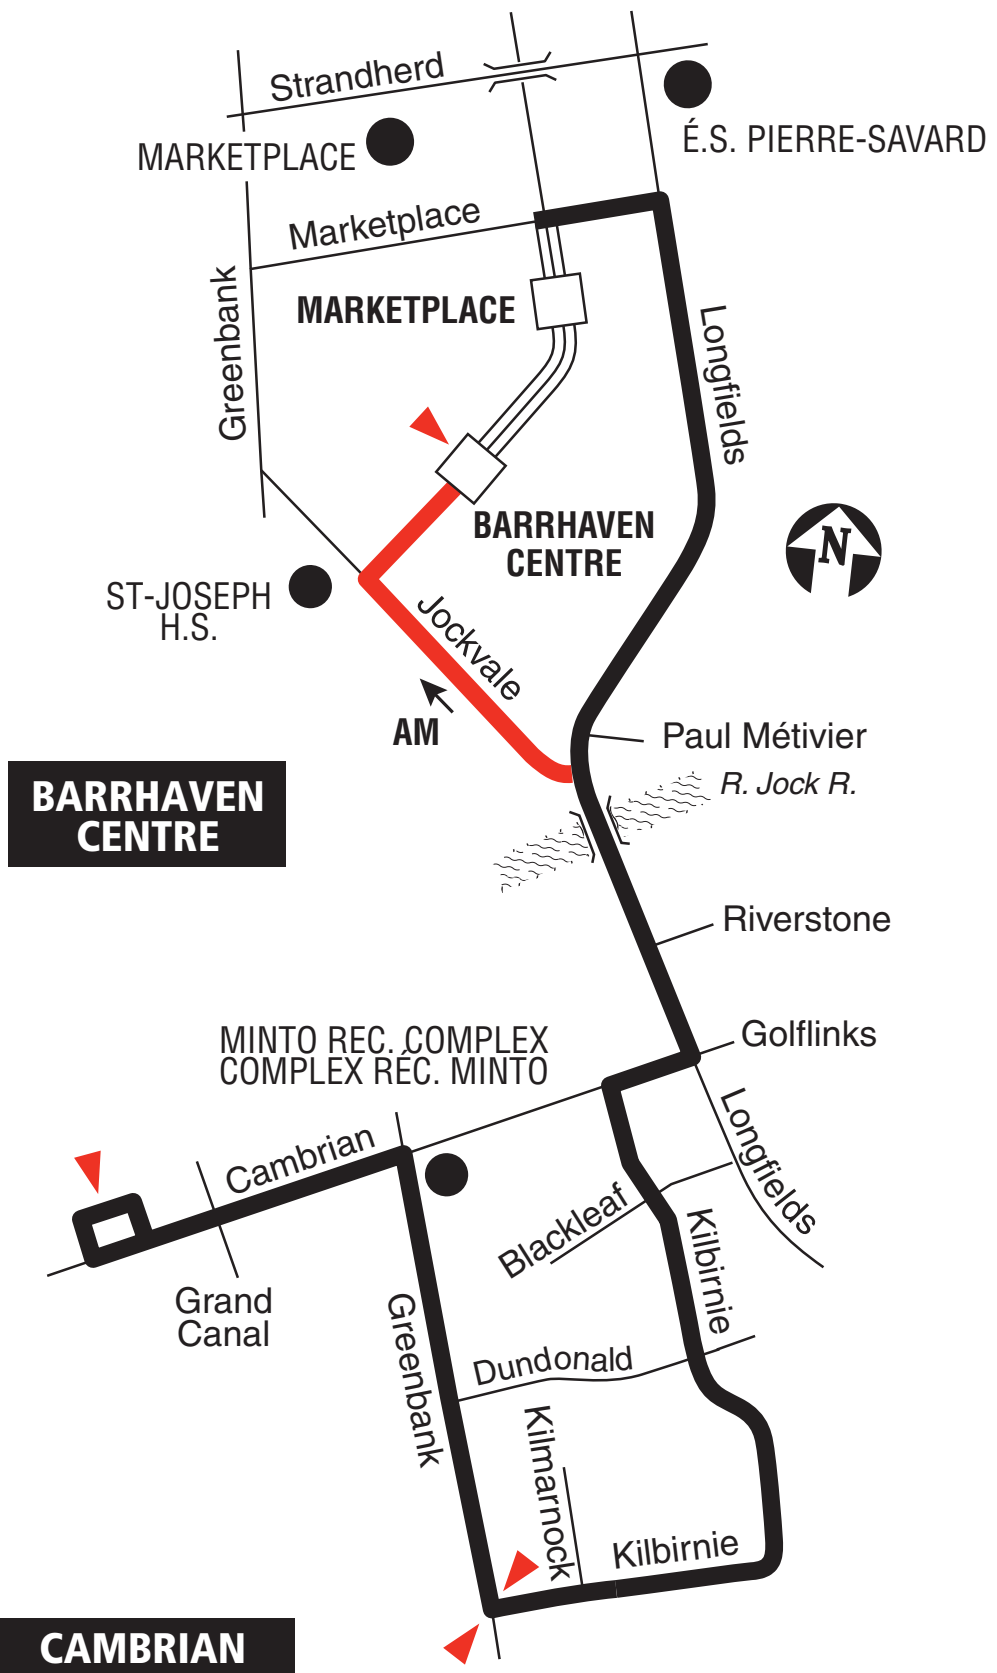 Strandherd
MARKETPLACE
É.S. PIERRE-SAVARD
Marketplace
Greenbank
MARKETPLACE
Longfields
BARRHAVEN
CENTRE
N
ST-JOSEPH
H.S.
Jockvale
AM
Paul Métivier
R. Jock R.
BARRHAVEN
CENTRE
Riverstone
Golflinks
MINTO REC. COMPLEX
COMPLEX RÉC. MINTO
Longfields
Cambrian
Blackleaf
Kilbirnie
Grand
Canal
Greenbank
Dundonald
Kilmarnock
Kilbirnie
CAMBRIAN